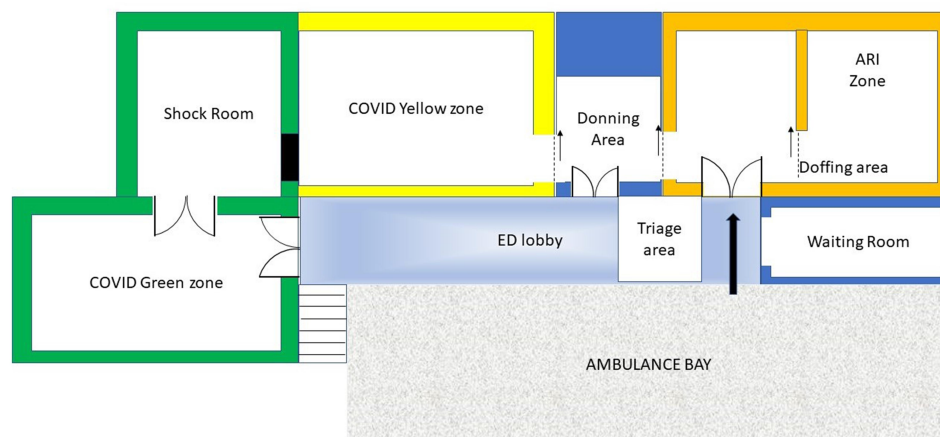 Shock Room
COVID Yellow zone
Donning
Area
ARI
Zone
Doffing area
COVID Green zone
ED lobby
Triage
area
Waiting Room
AMBULANCE BAY